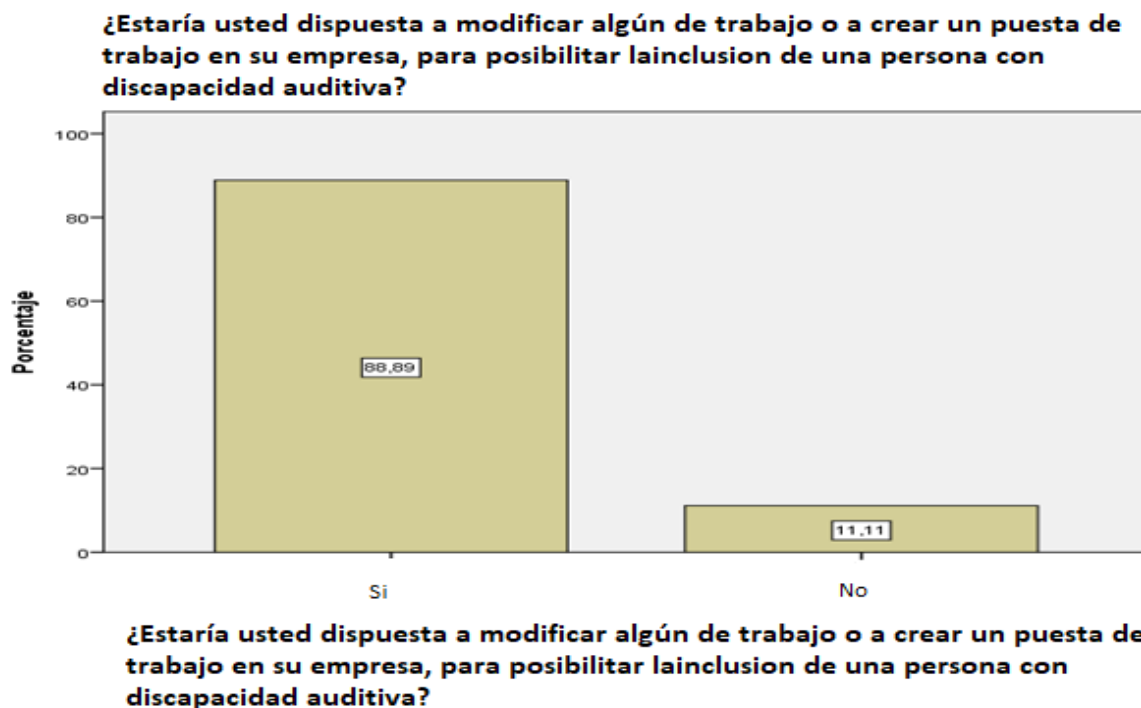 ¿Estaría usted dispuesta a modificar algún de trabajo o a crear un puesta de
trabajo en su empresa, para posibilitar lainclusion de una persona con
discapacidad auditiva?
100
80
60
40
20
0
Porcentaje
88,89
11,11
Si
No
¿Estaría usted dispuesta a modificar algún de trabajo o a crear un puesta de
trabajo en su empresa, para posibilitar lainclusion de una persona con
discapacidad auditiva?